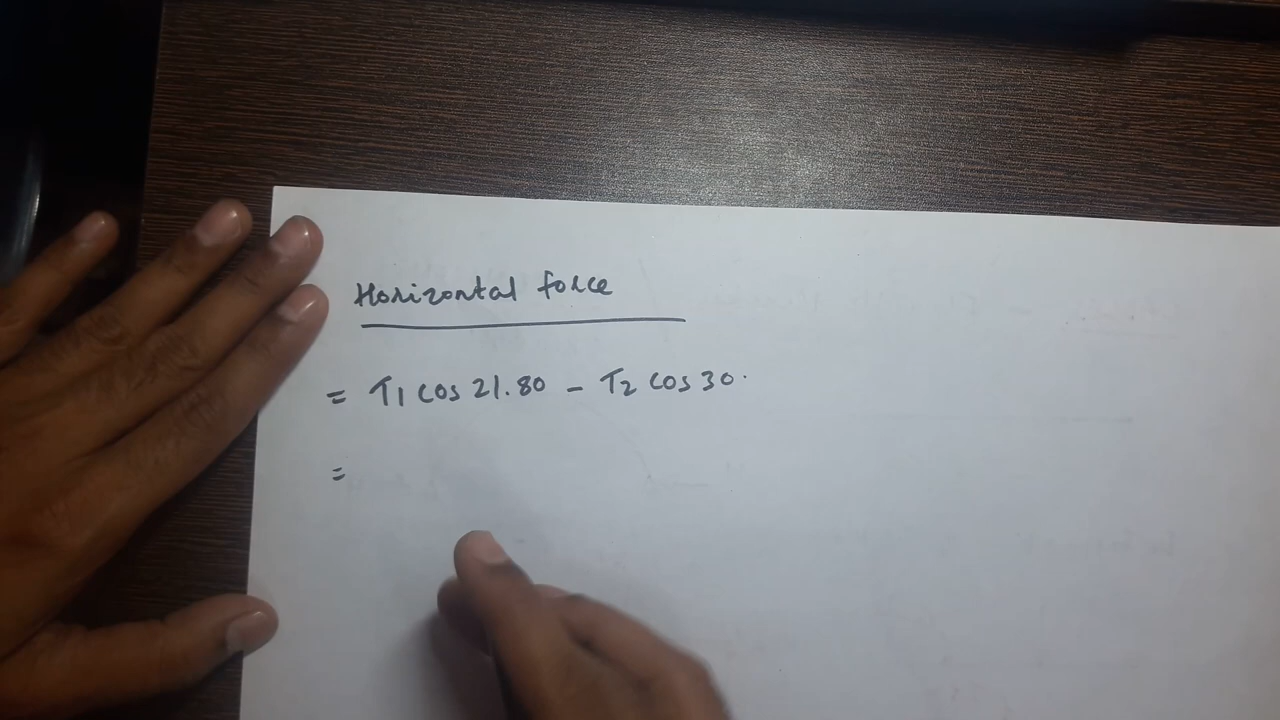 Horizontal force
= T1 cos 21.80 - T2 cos 30.
=